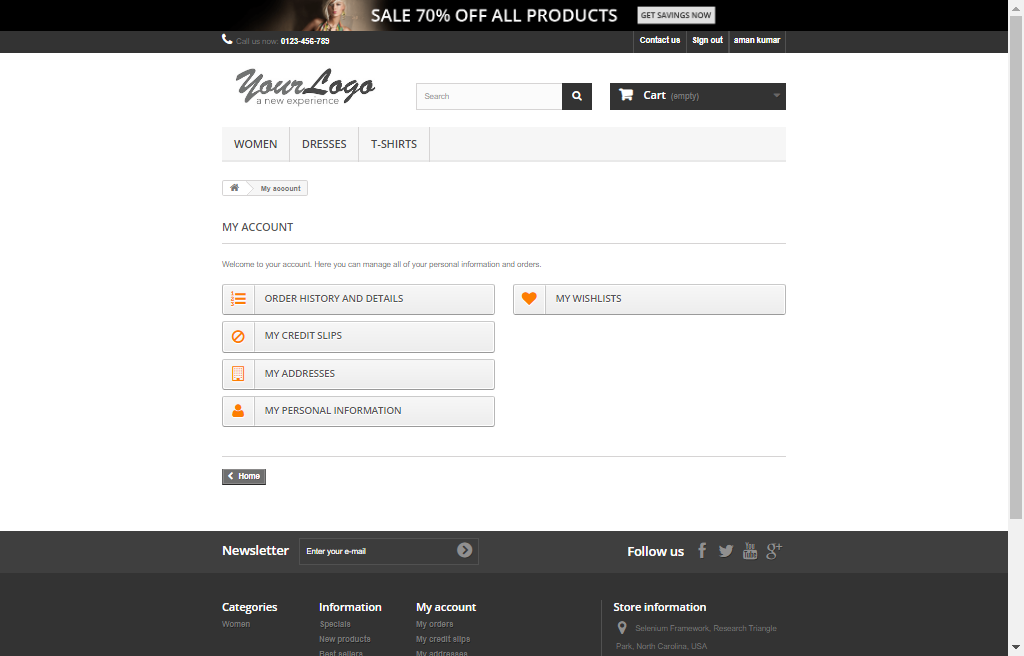 SALE 70% OFF ALL PRODUCTS GET SAVINGS NOW
Call us now: 0123-456-789 Contact us Sign out aman kumar
YourLogo
a new experience
Search
Cart (empty)
WOMEN DRESSES T-SHIRTS
My account
MY ACCOUNT
Welcome to your account. Here you can manage all of your personal information and orders.
ORDER HISTORY AND DETAILS MY WISHLISTS
MY CREDIT SLIPS
MY ADDRESSES
MY PERSONAL INFORMATION
Home
Newsletter Enter your e-mail Follow us
Categories Information My account Store information
Women Specials My orders Selenium Framework, Research Triangle
New products My credit slips Park, North Carolina, USA
Best sellers My addresses